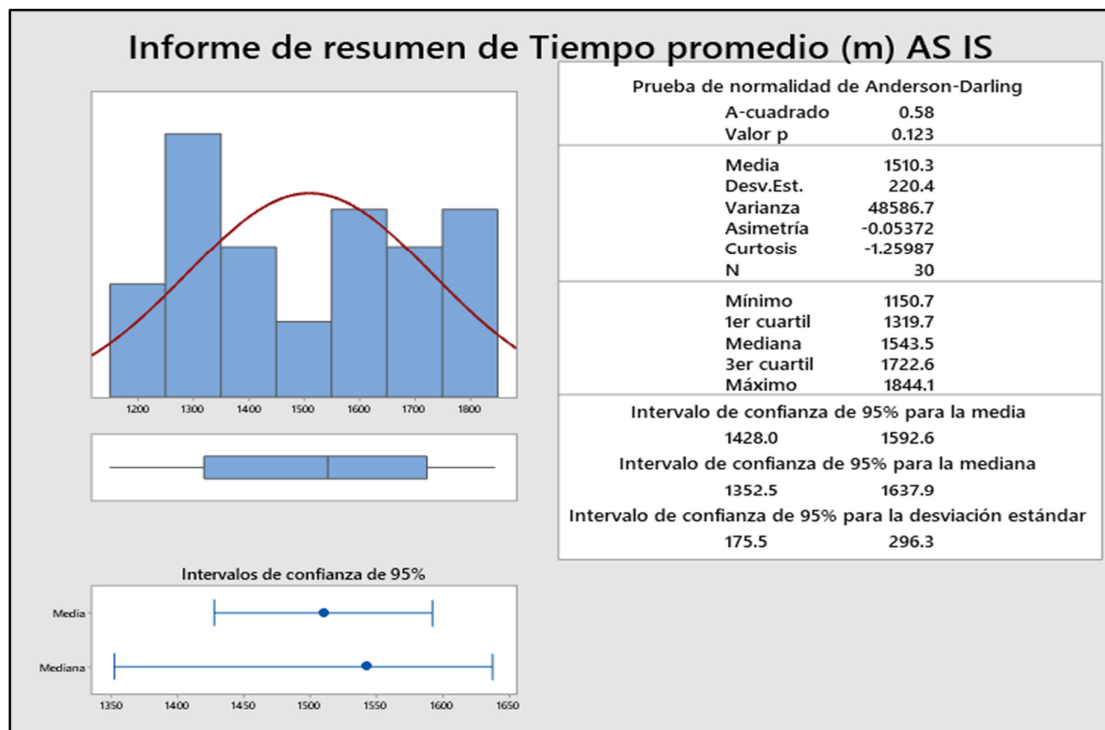 Informe de resumen de Tiempo promedio (m) AS IS
1200 1300 1400 1500 1600 1700 1800
Intervalos de confianza de 95%
Media
Mediana
1350 1400 1450 1500 1550 1600 1650
Prueba de normalidad de Anderson-Darling
A-cuadrado 0.58
Valor p 0.123
Media 1510.3
Desv.Est. 220.4
Varianza 48586.7
Asimetría -0.05372
Curtosis -1.25987
N 30
Mínimo 1150.7
1er cuartil 1319.7
Mediana 1543.5
3er cuartil 1722.6
Máximo 1844.1
Intervalo de confianza de 95% para la media
1428.0 1592.6
Intervalo de confianza de 95% para la mediana
1352.5 1637.9
Intervalo de confianza de 95% para la desviación estándar
175.5 296.3